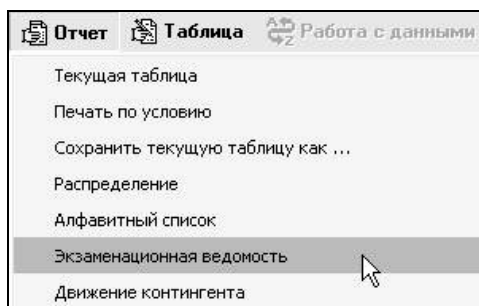 Отчет Таблица Работа с данными
Текущая таблица
Печать по условию
Сохранить текущую таблицу как ...
Распределение
Алфавитный список
Экзаменационная ведомость
Движение контингента